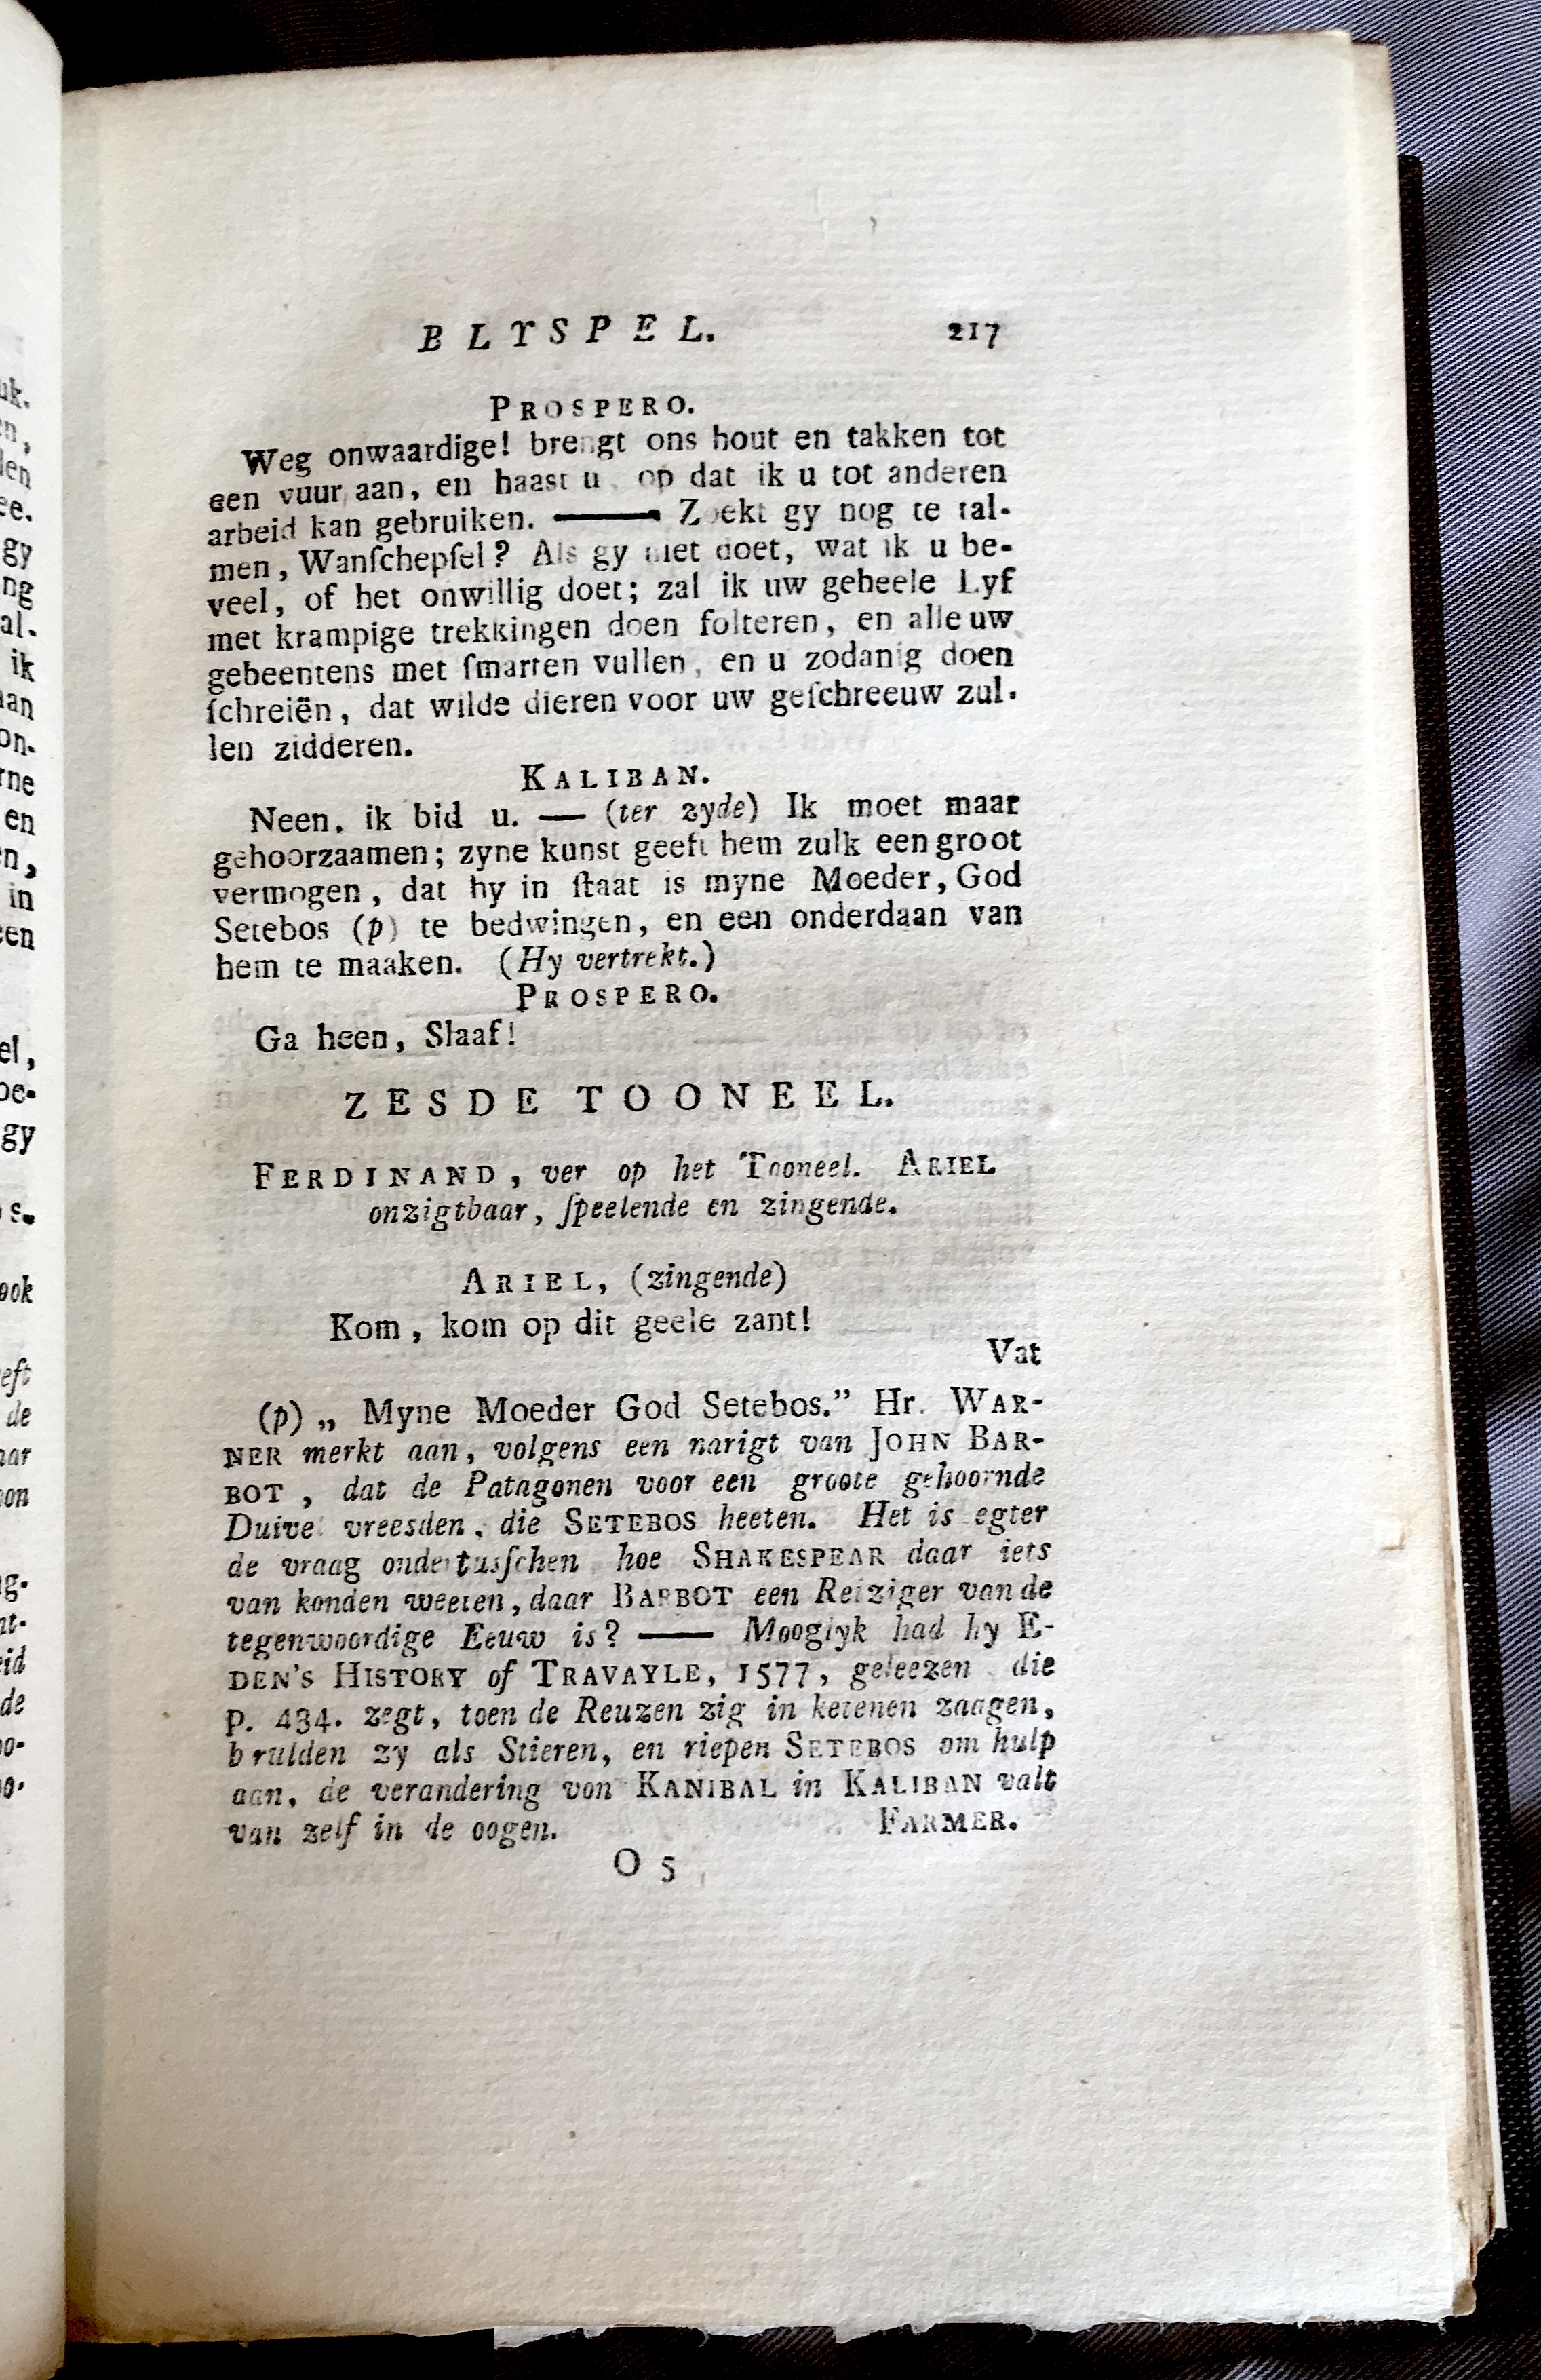 BLYSPEL. 217
PROSPERO.
Weg onwaardige! brengt ons hout en takken tot
een vuur aan, en haast u op dat ik u tot anderen
arbeid kan gebruiken. —— Zoekt gy nog te tal-
men, Wanſchepſel? Als gy niet doet, wat ik u be-
veel, of het onwillig doet; zal ik uw geheele Lyf
met krampige trekkingen doen folteren, en alle uw
gebeentens met ſmarten vullen, en u zodanig doen
ſchreiën, dat wilde dieren voor uw geſchreeuw zul-
len zidderen.
KALIBAN.
Neen, ik bid u. — (ter zyde) Ik moet maar
gehoorzaamen; zyne kunst geeft hem zulk een groot
vermogen, dat hy in ſtaat is myne Moeder, God
Setebos (p) te bedwingen, en een onderdaan van
hem te maaken. (Hy vertrekt.)
PROSPERO.
Ga heen, Slaaf!
ZESDE TOONEEL.
FERDINAND, ver op het Tooneel. ARIEL
onzigtbaar, ſpeelende en zingende.
ARIEL, (zingende)
Kom, kom op dit geele zant!
Vat
(p) „ Myne Moeder God Setebos.” Hr. WAR-
NER merkt aan, volgens een narigt van JOHN BAR-
BOT, dat de Patagonen voor een groote gehoornde
Duivel vreesden, die SETEBOS heeten. Het is egter
de vraag ondertusſchen hoe SHAKESPEAR daar iets
van konden weeten, daar BARBOT een Reiziger van de
tegenwoordige Eeuw is? —— Mooglyk had hy E-
DEN'S HISTORY of TRAVAYLE, 1577, geleezen die
p. 434. zegt, toen de Reuzen zig in ketenen zaagen,
brulden zy als Stieren, en riepen SETEBOS om hulp
aan, de verandering von KANIBAL in KALIBAN valt
van zelf in de oogen. FARMER.
O 5